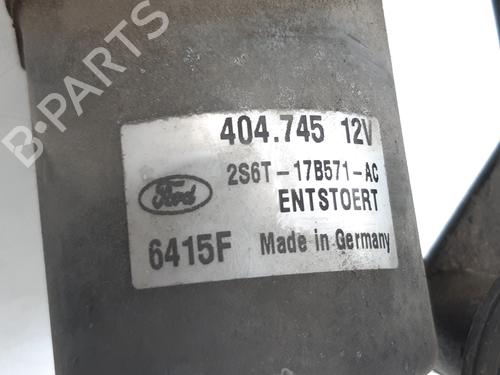 404.745 12V
2S6T-17B571-AC
Ford
ENTSTOERT
6415F Made in Germany
B-PARTS